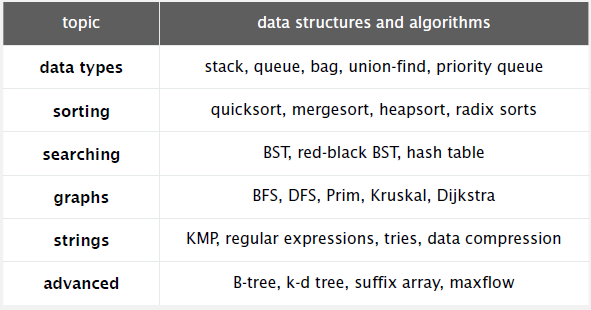 topic data structures and algorithms
data types stack, queue, bag, union-find, priority queue
sorting quicksort, mergesort, heapsort, radix sorts
searching BST, red-black BST, hash table
graphs BFS, DFS, Prim, Kruskal, Dijkstra
strings KMP, regular expressions, tries, data compression
advanced B-tree, k-d tree, suffix array, maxflow